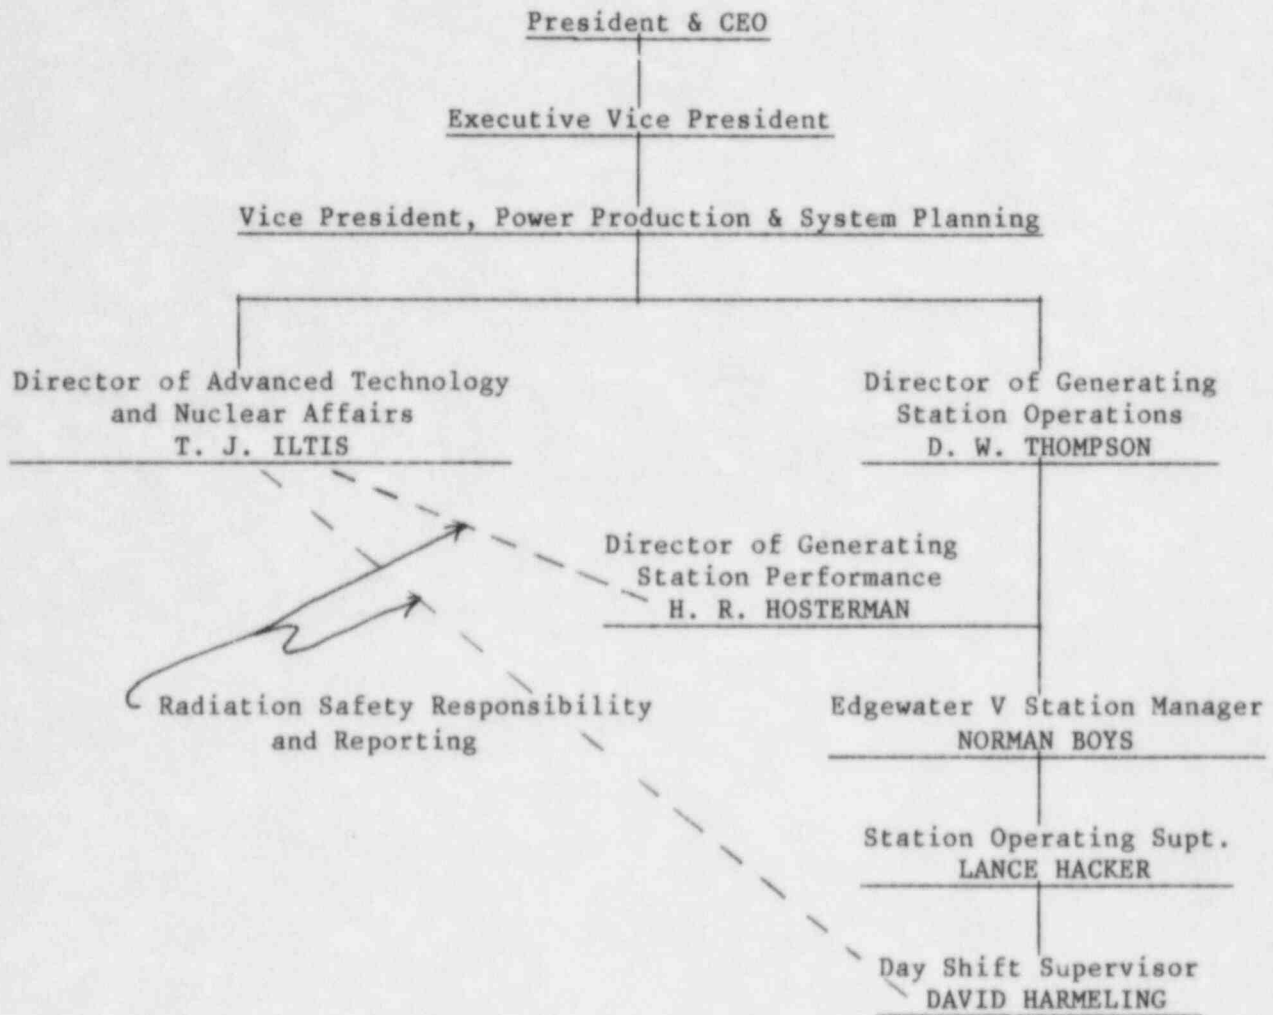 President & CEO
Executive Vice President
Vice President, Power Production & System Planning
Director of Advanced Technology
and Nuclear Affairs
T. J. ILTIS
Director of Generating
Station Operations
D. W. THOMPSON
Director of Generating
Station Performance
H. R. HOSTERMAN
Radiation Safety Responsibility
and Reporting
Edgewater V Station Manager
NORMAN BOYS
Station Operating Supt.
LANCE HACKER
Day Shift Supervisor
DAVID HARMELING